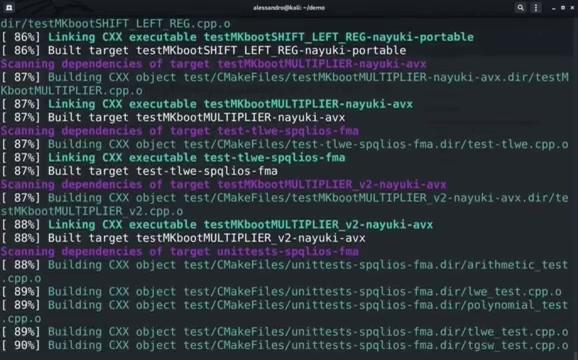 alessandro@kali: ~/demo
dir/testMKbootSHIFT_LEFT_REG.cpp.o
[ 86%] Linking CXX executable testMKbootSHIFT_LEFT_REG-nayuki-portable
[ 86%] Built target testMKbootSHIFT_LEFT_REG-nayuki-portable
Scanning dependencies of target testMKbootMULTIPLIER-nayuki-avx
[ 87%] Building CXX object test/CMakeFiles/testMKbootMULTIPLIER-nayuki-avx.dir/testM
KbootMULTIPLIER.cpp.o
[ 87%] Linking CXX executable testMKbootMULTIPLIER-nayuki-avx
[ 87%] Built target testMKbootMULTIPLIER-nayuki-avx
Scanning dependencies of target test-tlwe-spqlios-fma
[ 87%] Building CXX object test/CMakeFiles/test-tlwe-spqlios-fma.dir/test-tlwe.cpp.o
[ 87%] Linking CXX executable test-tlwe-spqlios-fma
[ 87%] Built target test-tlwe-spqlios-fma
Scanning dependencies of target testMKbootMULTIPLIER_v2-nayuki-avx
[ 87%] Building CXX object test/CMakeFiles/testMKbootMULTIPLIER_v2-nayuki-avx.dir/te
stMKbootMULTIPLIER_v2.cpp.o
[ 88%] Linking CXX executable testMKbootMULTIPLIER_v2-nayuki-avx
[ 88%] Built target testMKbootMULTIPLIER_v2-nayuki-avx
Scanning dependencies of target unittests-spqlios-fma
[ 88%] Building CXX object test/CMakeFiles/unittests-spqlios-fma.dir/arithmetic_test
.cpp.o
[ 89%] Building CXX object test/CMakeFiles/unittests-spqlios-fma.dir/lwe_test.cpp.o
[ 89%] Building CXX object test/CMakeFiles/unittests-spqlios-fma.dir/polynomial_test
.cpp.o
[ 89%] Building CXX object test/CMakeFiles/unittests-spqlios-fma.dir/tlwe_test.cpp.o
[ 90%] Building CXX object test/CMakeFiles/unittests-spqlios-fma.dir/tgsw_test.cpp.o